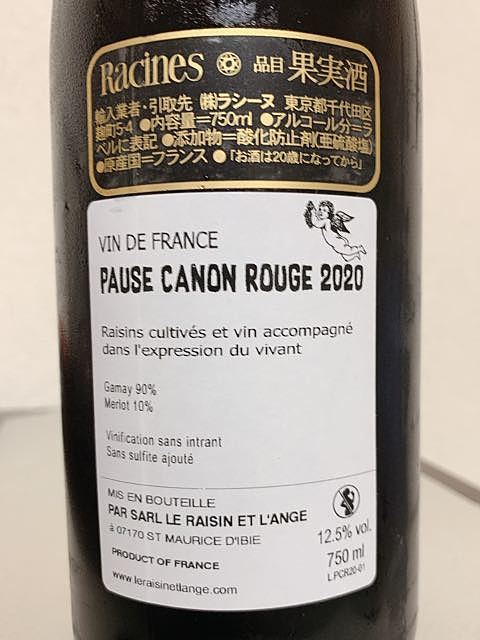 Racines 品目 果実酒
輸入業者・引取先 ㈱ラシーヌ 東京都千代田区
麹町5-4 ●内容量=750ml ●アルコール分=ラ
ベルに表記 ●添加物=酸化防止剤(亜硫酸塩)
●原産国=フランス ●「お酒は20歳になってから」
VIN DE FRANCE
PAUSE CANON ROUGE 2020
Raisins cultivés et vin accompagné
dans l'expression du vivant
Gamay 90%
Merlot 10%
Vinification sans intrant
Sans sulfite ajouté
MIS EN BOUTEILLE
PAR SARL LE RAISIN ET L'ANGE
à 07170 ST MAURICE D'IBIE
PRODUCT OF FRANCE
www.leraisinetlange.com
12.5% vol.
750 ml
L.PCR20-01